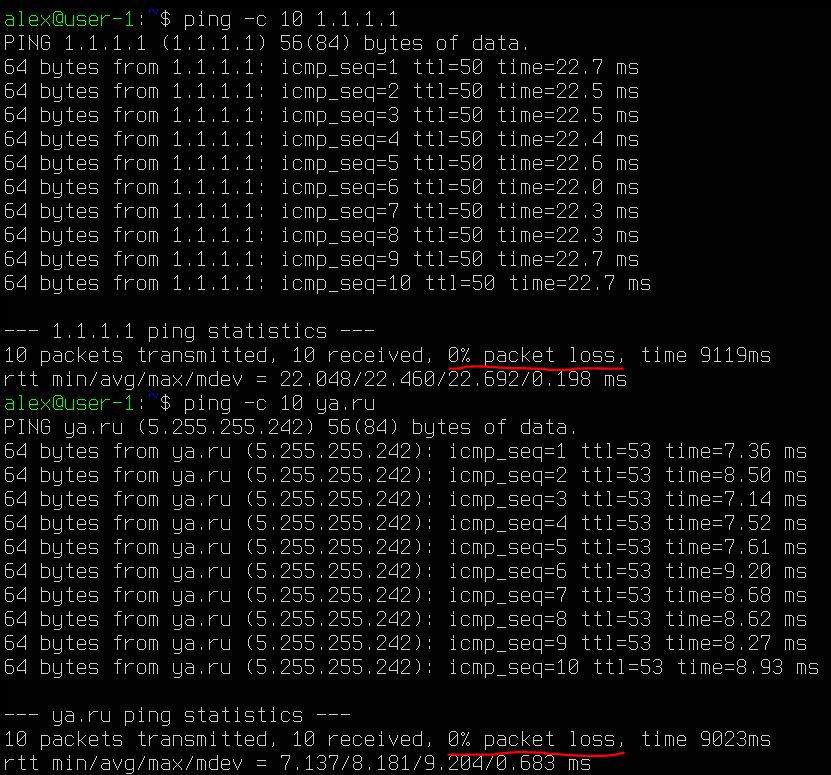 alex@user-1:~$ ping -c 10 1.1.1.1
PING 1.1.1.1 (1.1.1.1) 56(84) bytes of data.
64 bytes from 1.1.1.1: icmp_seq=1 ttl=50 time=22.7 ms
64 bytes from 1.1.1.1: icmp_seq=2 ttl=50 time=22.5 ms
64 bytes from 1.1.1.1: icmp_seq=3 ttl=50 time=22.5 ms
64 bytes from 1.1.1.1: icmp_seq=4 ttl=50 time=22.4 ms
64 bytes from 1.1.1.1: icmp_seq=5 ttl=50 time=22.6 ms
64 bytes from 1.1.1.1: icmp_seq=6 ttl=50 time=22.0 ms
64 bytes from 1.1.1.1: icmp_seq=7 ttl=50 time=22.3 ms
64 bytes from 1.1.1.1: icmp_seq=8 ttl=50 time=22.3 ms
64 bytes from 1.1.1.1: icmp_seq=9 ttl=50 time=22.7 ms
64 bytes from 1.1.1.1: icmp_seq=10 ttl=50 time=22.7 ms
--- 1.1.1.1 ping statistics ---
10 packets transmitted, 10 received, 0% packet loss, time 9119ms
rtt min/avg/max/mdev = 22.048/22.460/22.692/0.198 ms
alex@user-1:~$ ping -c 10 ya.ru
PING ya.ru (5.255.255.242) 56(84) bytes of data.
64 bytes from ya.ru (5.255.255.242): icmp_seq=1 ttl=53 time=7.36 ms
64 bytes from ya.ru (5.255.255.242): icmp_seq=2 ttl=53 time=8.50 ms
64 bytes from ya.ru (5.255.255.242): icmp_seq=3 ttl=53 time=7.14 ms
64 bytes from ya.ru (5.255.255.242): icmp_seq=4 ttl=53 time=7.52 ms
64 bytes from ya.ru (5.255.255.242): icmp_seq=5 ttl=53 time=7.61 ms
64 bytes from ya.ru (5.255.255.242): icmp_seq=6 ttl=53 time=9.20 ms
64 bytes from ya.ru (5.255.255.242): icmp_seq=7 ttl=53 time=8.68 ms
64 bytes from ya.ru (5.255.255.242): icmp_seq=8 ttl=53 time=8.62 ms
64 bytes from ya.ru (5.255.255.242): icmp_seq=9 ttl=53 time=8.27 ms
64 bytes from ya.ru (5.255.255.242): icmp_seq=10 ttl=53 time=8.93 ms
--- ya.ru ping statistics ---
10 packets transmitted, 10 received, 0% packet loss, time 9023ms
rtt min/avg/max/mdev = 7.137/8.181/9.204/0.683 ms